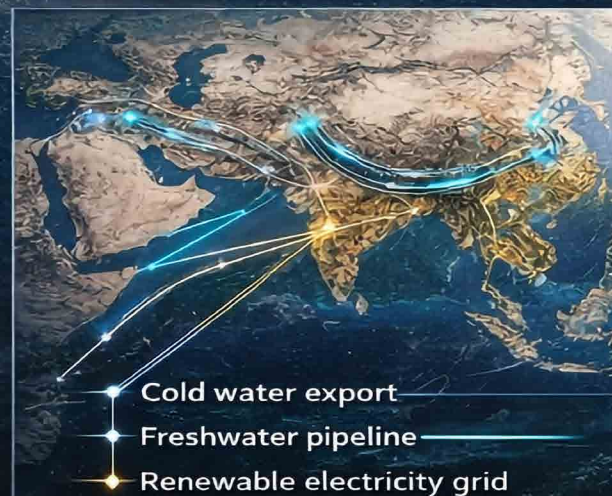 Cold water export
Freshwater pipeline
Renewable electricity grid